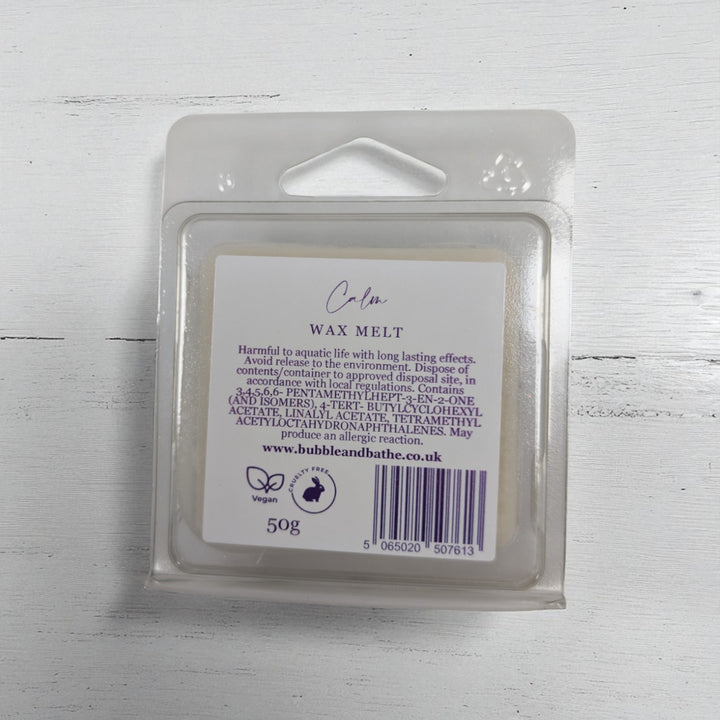 Calm
WAX MELT
Harmful to aquatic life with long lasting effects.
Avoid release to the environment. Dispose of
contents/container to approved disposal site, in
accordance with local regulations. Contains
3,4,5,6,6- PENTAMETHYLHEPT-3-EN-2-ONE
(AND ISOMERS), 4-TERT- BUTYLCYCLOHEXYL
ACETATE, LINALYL ACETATE, TETRAMETHYL
ACETYLOCTAHYDRONAPHTHALENES. May
produce an allergic reaction.
www.bubbleandbathe.co.uk
Vegan
CRUELTY FREE
50g
5 065020 507613